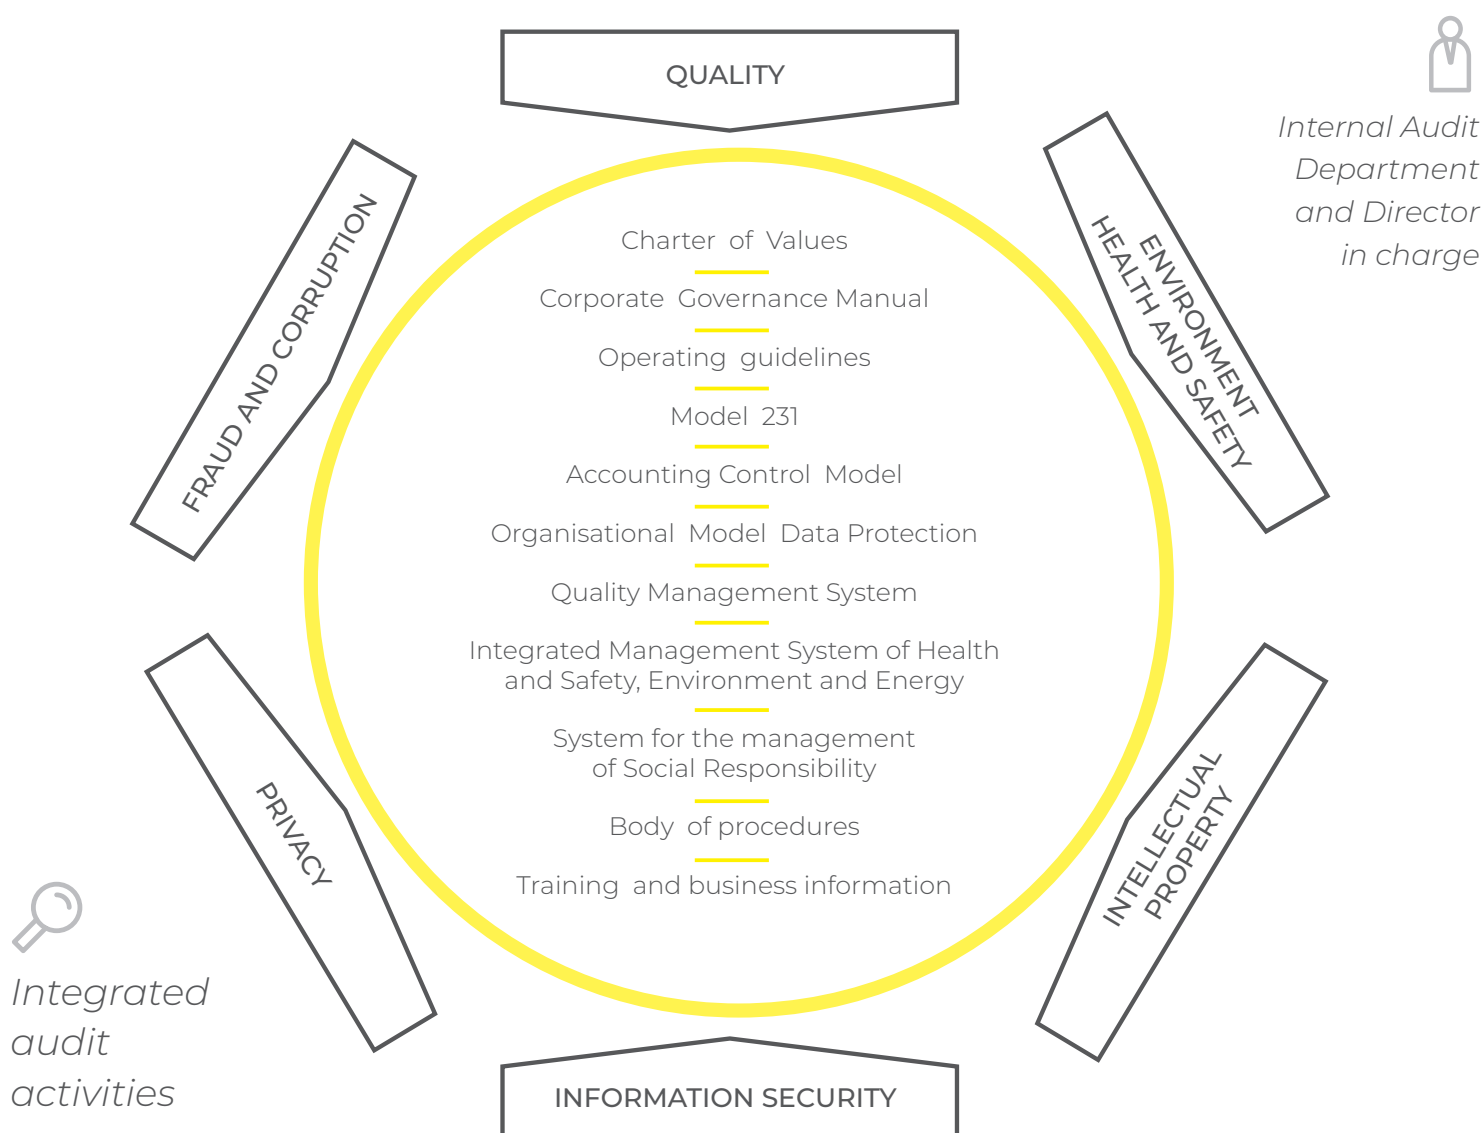 QUALITY
Internal Audit
Department
and Director
in charge
FRAUD AND CORRUPTION
ENVIRONMENT
HEALTH AND SAFETY
Charter of Values
Corporate Governance Manual
Operating guidelines
Model 231
Accounting Control Model
Organisational Model Data Protection
Quality Management System
Integrated Management System of Health
and Safety, Environment and Energy
System for the management
of Social Responsibility
Body of procedures
Training and business information
PRIVACY
INTELLECTUAL
PROPERTY
Integrated
audit
activities
INFORMATION SECURITY